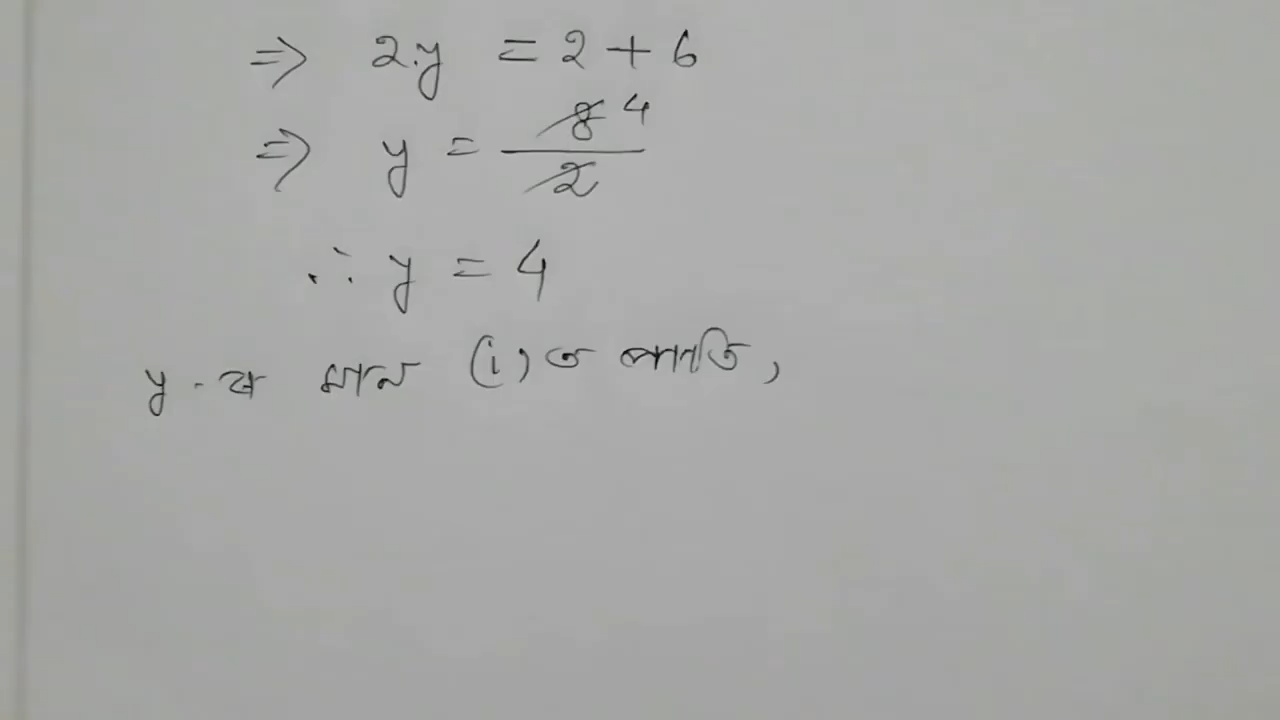 ⇒ 2.y = 2 + 6
⇒ y = 8/2 4
∴ y = 4
y - ৰ মান (i) ত পাতি,